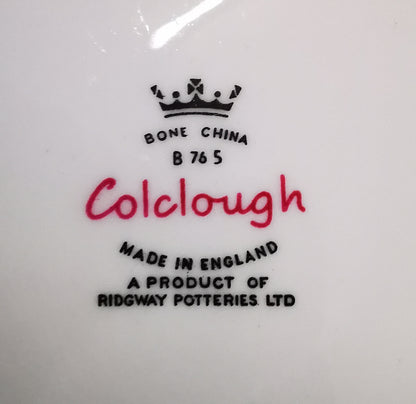 BONE CHINA
B 765
Colclough
MADE IN ENGLAND
A PRODUCT OF
RIDGWAY POTTERIES LTD